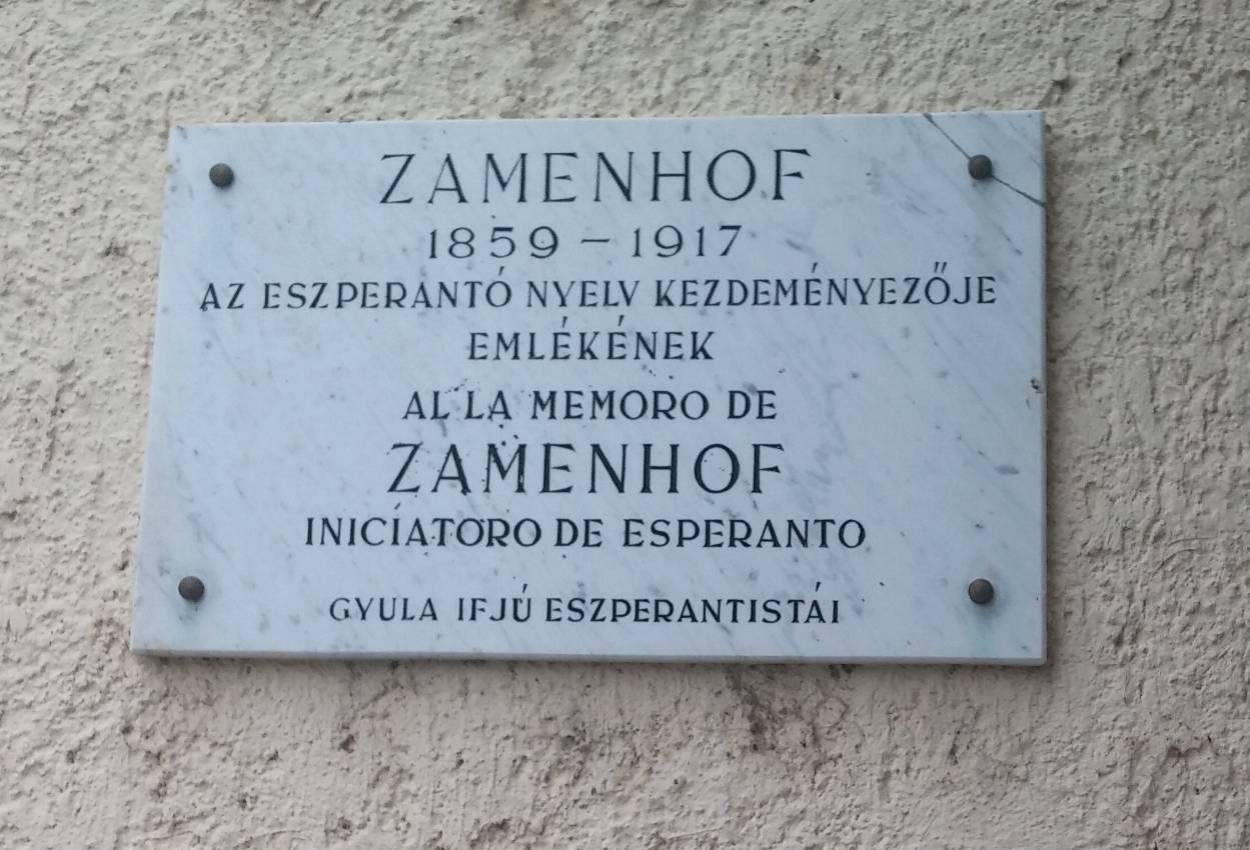 ZAMENHOF
1859 – 1917
AZ ESZPERANTÓ NYELV KEZDEMÉNYEZŐJE
EMLÉKÉNEK
AL LA MEMORO DE
ZAMENHOF
INICIATORO DE ESPERANTO
GYULA IFJÚ ESZPERANTISTÁI